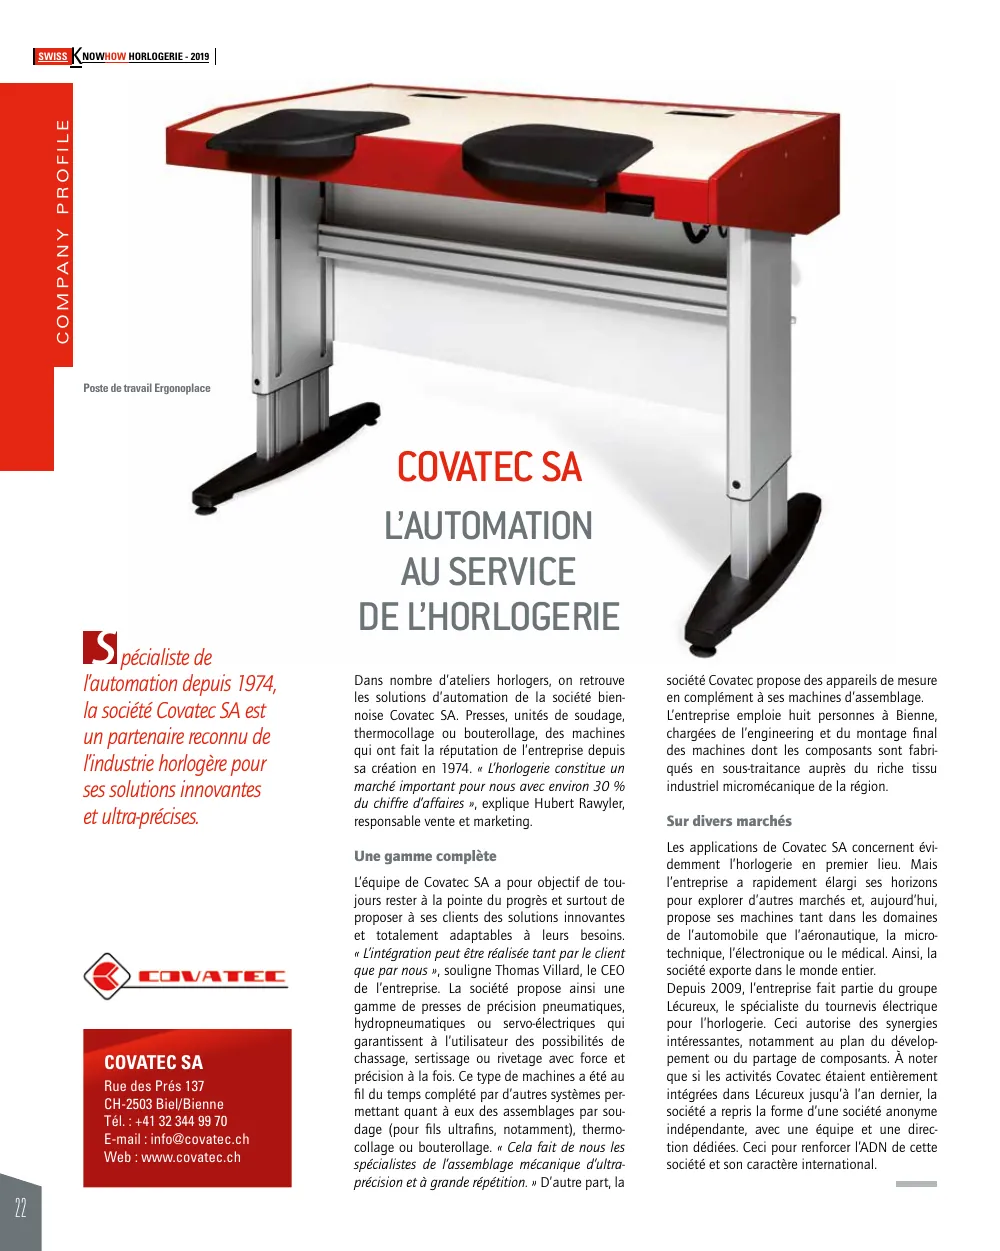 SWISS KNOWHOW HORLOGERIE - 2019
COMPANY PROFILE
Poste de travail Ergonoplace
COVATEC SA
L’AUTOMATION
AU SERVICE
DE L’HORLOGERIE
Spécialiste de
l’automation depuis 1974,
la société Covatec SA est
un partenaire reconnu de
l’industrie horlogère pour
ses solutions innovantes
et ultra-précises.
COVATEC
COVATEC SA
Rue des Prés 137
CH-2503 Biel/Bienne
Tél. : +41 32 344 99 70
E-mail : info@covatec.ch
Web : www.covatec.ch
Dans nombre d’ateliers horlogers, on retrouve
les solutions d’automation de la société bien-
noise Covatec SA. Presses, unités de soudage,
thermocollage ou bouterollage, des machines
qui ont fait la réputation de l’entreprise depuis
sa création en 1974. « L’horlogerie constitue un
marché important pour nous avec environ 30 %
du chiffre d’affaires », explique Hubert Rawyler,
responsable vente et marketing.
Une gamme complète
L’équipe de Covatec SA a pour objectif de tou-
jours rester à la pointe du progrès et surtout de
proposer à ses clients des solutions innovantes
et totalement adaptables à leurs besoins.
« L’intégration peut être réalisée tant par le client
que par nous », souligne Thomas Villard, le CEO
de l’entreprise. La société propose ainsi une
gamme de presses de précision pneumatiques,
hydropneumatiques ou servo-électriques qui
garantissent à l’utilisateur des possibilités de
chassage, sertissage ou rivetage avec force et
précision à la fois. Ce type de machines a été au
fil du temps complété par d’autres systèmes per-
mettant quant à eux des assemblages par sou-
dage (pour fils ultrafins, notamment), thermo-
collage ou bouterollage. « Cela fait de nous les
spécialistes de l’assemblage mécanique d’ultra-
précision et à grande répétition. » D’autre part, la
société Covatec propose des appareils de mesure
en complément à ses machines d’assemblage.
L’entreprise emploie huit personnes à Bienne,
chargées de l’engineering et du montage final
des machines dont les composants sont fabri-
qués en sous-traitance auprès du riche tissu
industriel micromécanique de la région.
Sur divers marchés
Les applications de Covatec SA concernent évi-
demment l’horlogerie en premier lieu. Mais
l’entreprise a rapidement élargi ses horizons
pour explorer d’autres marchés et, aujourd’hui,
propose ses machines tant dans les domaines
de l’automobile que l’aéronautique, la micro-
technique, l’électronique ou le médical. Ainsi, la
société exporte dans le monde entier.
Depuis 2009, l’entreprise fait partie du groupe
Lécureux, le spécialiste du tournevis électrique
pour l’horlogerie. Ceci autorise des synergies
intéressantes, notamment au plan du dévelop-
pement ou du partage de composants. À noter
que si les activités Covatec étaient entièrement
intégrées dans Lécureux jusqu’à l’an dernier, la
société a repris la forme d’une société anonyme
indépendante, avec une équipe et une direc-
tion dédiées. Ceci pour renforcer l’ADN de cette
société et son caractère international.
22